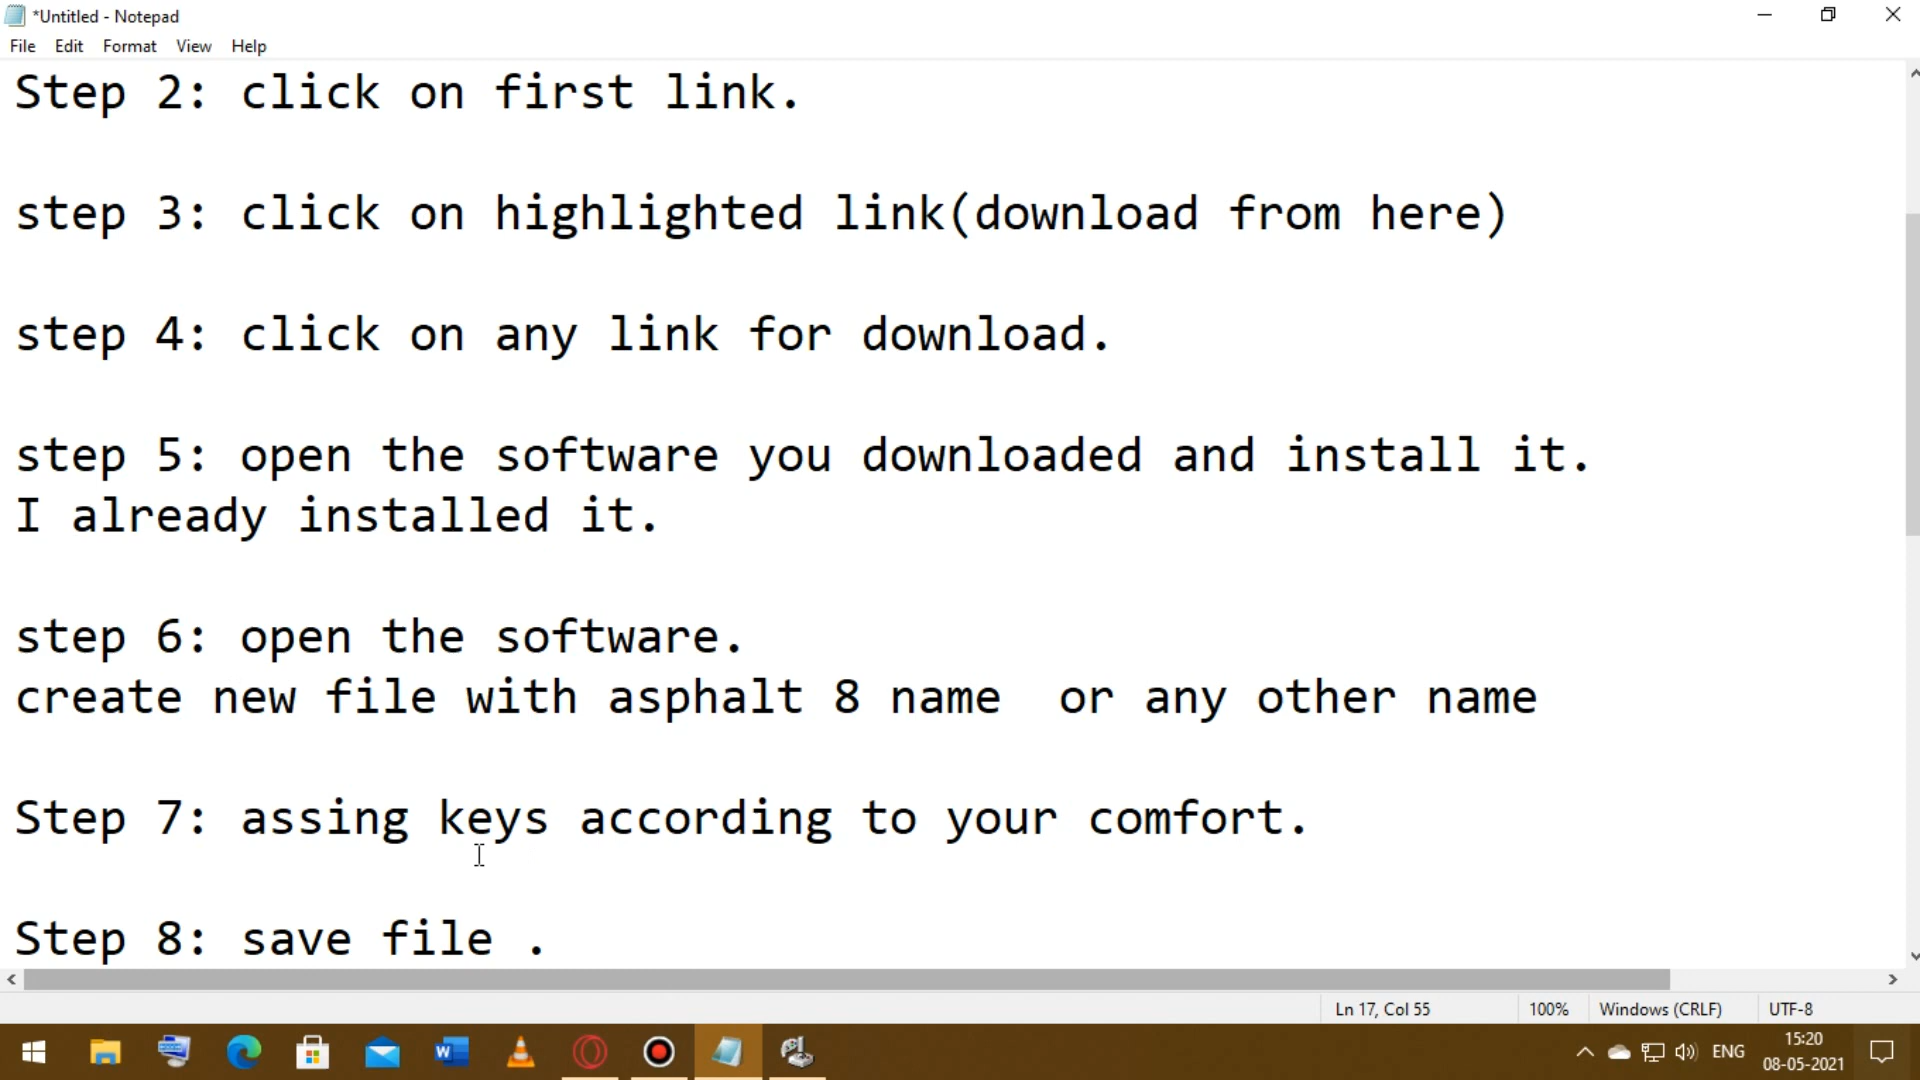 *Untitled - Notepad
File Edit Format View Help
Step 2: click on first link.
step 3: click on highlighted link(download from here)
step 4: click on any link for download.
step 5: open the software you downloaded and install it.
I already installed it.
step 6: open the software.
create new file with asphalt 8 name  or any other name
Step 7: assing keys according to your comfort.
Step 8: save file .
Ln 17, Col 55 100% Windows (CRLF) UTF-8
ENG 15:20
08-05-2021